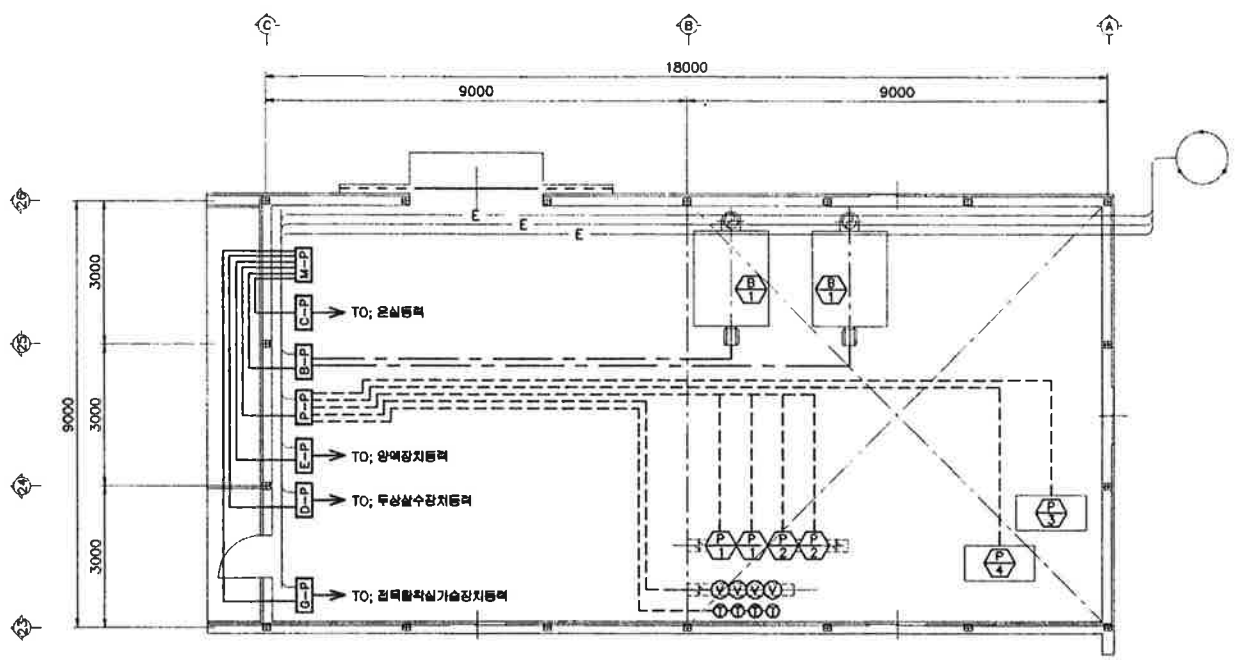 C
B
A
18000
9000
9000
26
E
E
E
M-P
3000
B
1
B
1
C-P
TO; 온실동력
25
B-P
P-P
9000
3000
E-P
TO; 양액장치동력
24
D-P
TO; 두상살수장치동력
P
3
P
1
P
1
P
2
P
2
P
4
3000
V
V
V
V
G-P
TO; 접목활착실가습장치동력
T
T
T
T
23